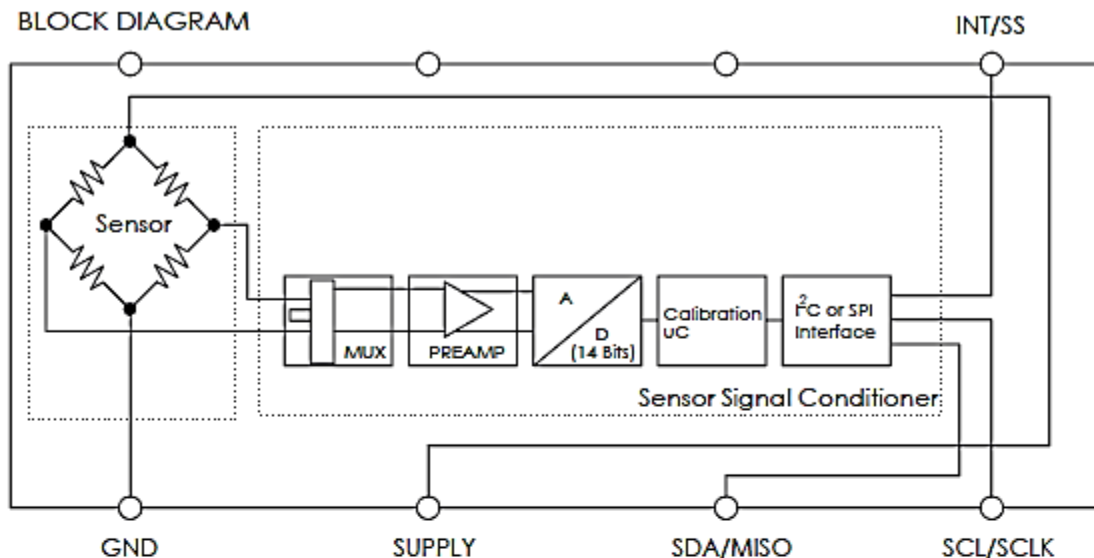 BLOCK DIAGRAM
INT/SS
Sensor
MUX
PREAMP
A
D
(14 Bits)
Calibration
uC
I²C or SPI
Interface
Sensor Signal Conditioner
GND
SUPPLY
SDA/MISO
SCL/SCLK